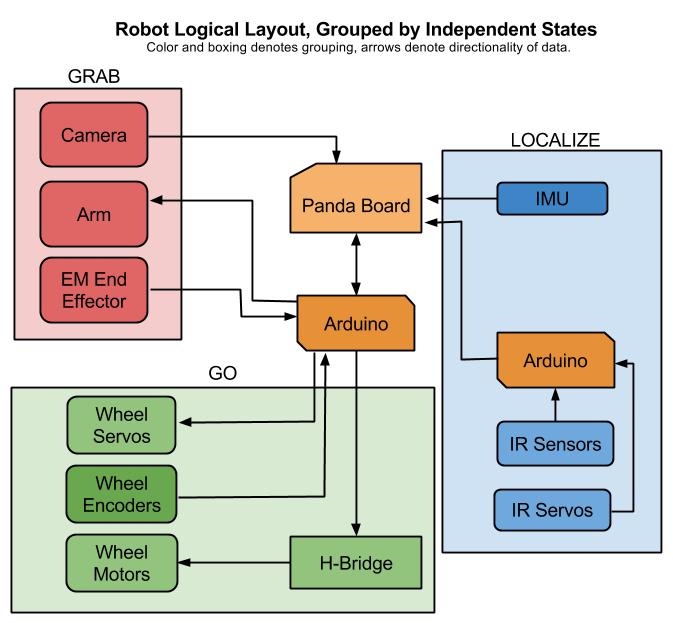 Robot Logical Layout, Grouped by Independent States
Color and boxing denotes grouping, arrows denote directionality of data.
GRAB
Camera
Arm
EM End
Effector
Panda Board
Arduino
LOCALIZE
IMU
Arduino
IR Sensors
IR Servos
GO
Wheel
Servos
Wheel
Encoders
Wheel
Motors
H-Bridge